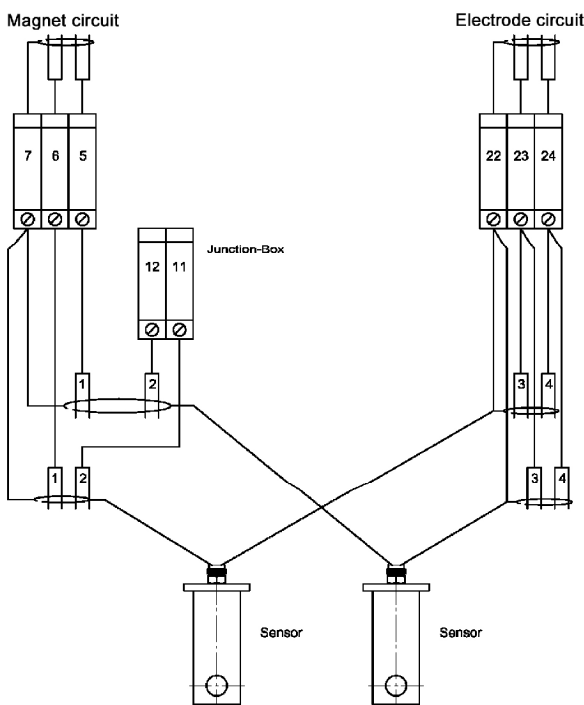 Magnet circuit
Electrode circuit
7 6 5
22 23 24
Junction-Box
12 11
1 2
3 4
1 2
3 4
Sensor
Sensor